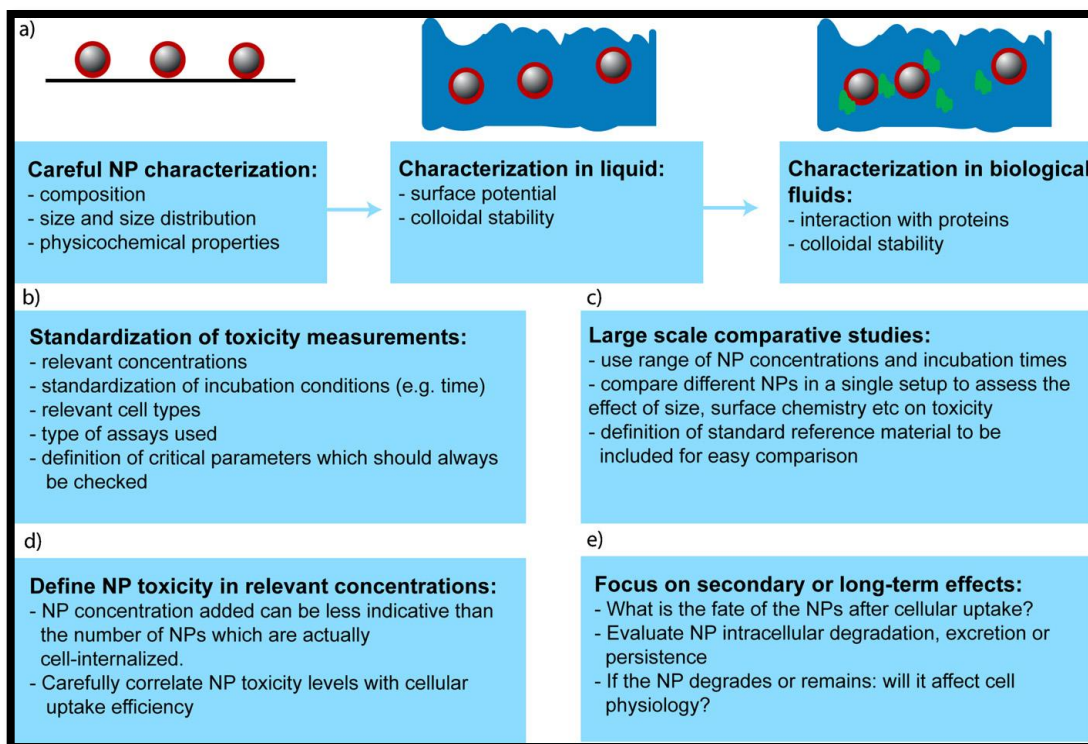 a)
Careful NP characterization:
- composition
- size and size distribution
- physicochemical properties
Characterization in liquid:
- surface potential
- colloidal stability
Characterization in biological
fluids:
- interaction with proteins
- colloidal stability
b)
Standardization of toxicity measurements:
- relevant concentrations
- standardization of incubation conditions (e.g. time)
- relevant cell types
- type of assays used
- definition of critical parameters which should always
be checked
c)
Large scale comparative studies:
- use range of NP concentrations and incubation times
- compare different NPs in a single setup to assess the
effect of size, surface chemistry etc on toxicity
- definition of standard reference material to be
included for easy comparison
d)
Define NP toxicity in relevant concentrations:
- NP concentration added can be less indicative than
the number of NPs which are actually
cell-internalized.
- Carefully correlate NP toxicity levels with cellular
uptake efficiency
e)
Focus on secondary or long-term effects:
- What is the fate of the NPs after cellular uptake?
- Evaluate NP intracellular degradation, excretion or
persistence
- If the NP degrades or remains: will it affect cell
physiology?